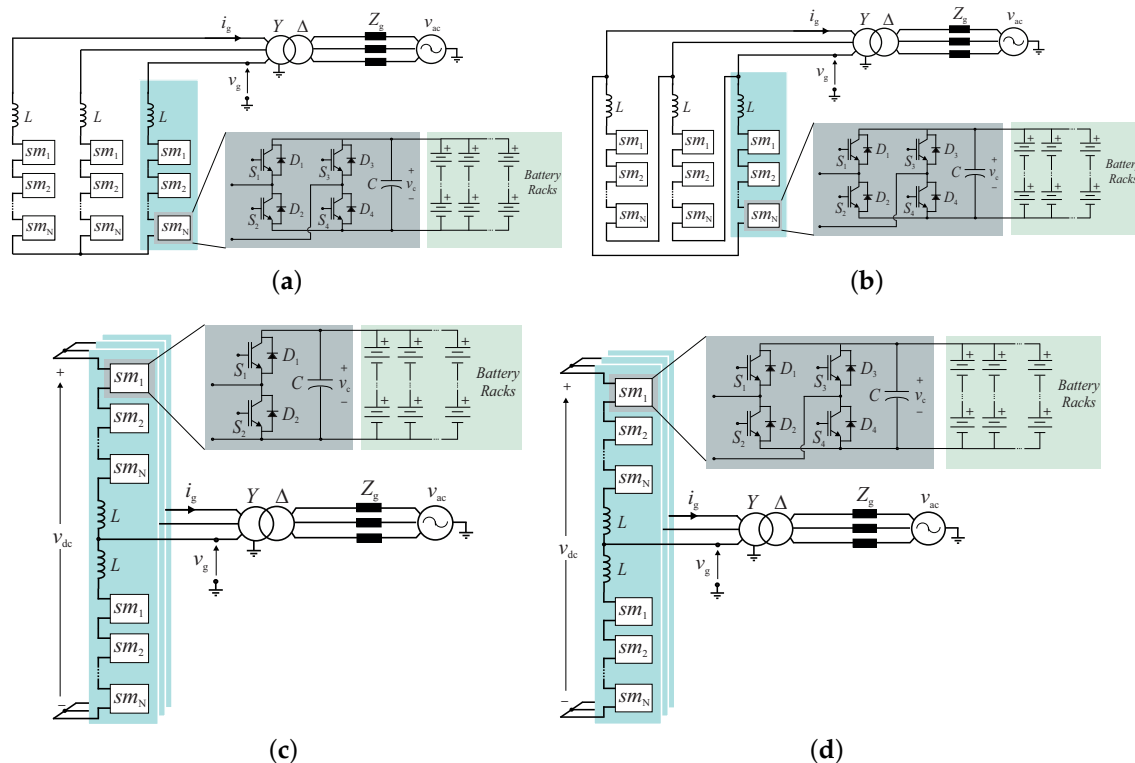 i_g Y Δ Z_g v_ac
v_g
L L L
sm_1 sm_1 sm_1
sm_2 sm_2 sm_2
sm_N sm_N sm_N
S_1 D_1 S_3 D_3
S_2 D_2 S_4 D_4
C + v_c −
+ + +
+ + +
Battery
Racks
(a)
i_g Y Δ Z_g v_ac
v_g
L L L
sm_1 sm_1 sm_1
sm_2 sm_2 sm_2
sm_N sm_N sm_N
S_1 D_1 S_3 D_3
S_2 D_2 S_4 D_4
C + v_c −
+ + +
+ + +
Battery
Racks
(b)
+
v_dc
−
sm_1
sm_2
sm_N
L
L
sm_1
sm_2
sm_N
S_1 D_1
S_2 D_2
C + v_c −
+ + +
+ + +
Battery
Racks
i_g Y Δ Z_g v_ac
v_g
(c)
+
v_dc
−
sm_1
sm_2
sm_N
L
L
sm_1
sm_2
sm_N
S_1 D_1 S_3 D_3
S_2 D_2 S_4 D_4
C + v_c −
+ + +
+ + +
Battery
Racks
i_g Y Δ Z_g v_ac
v_g
(d)